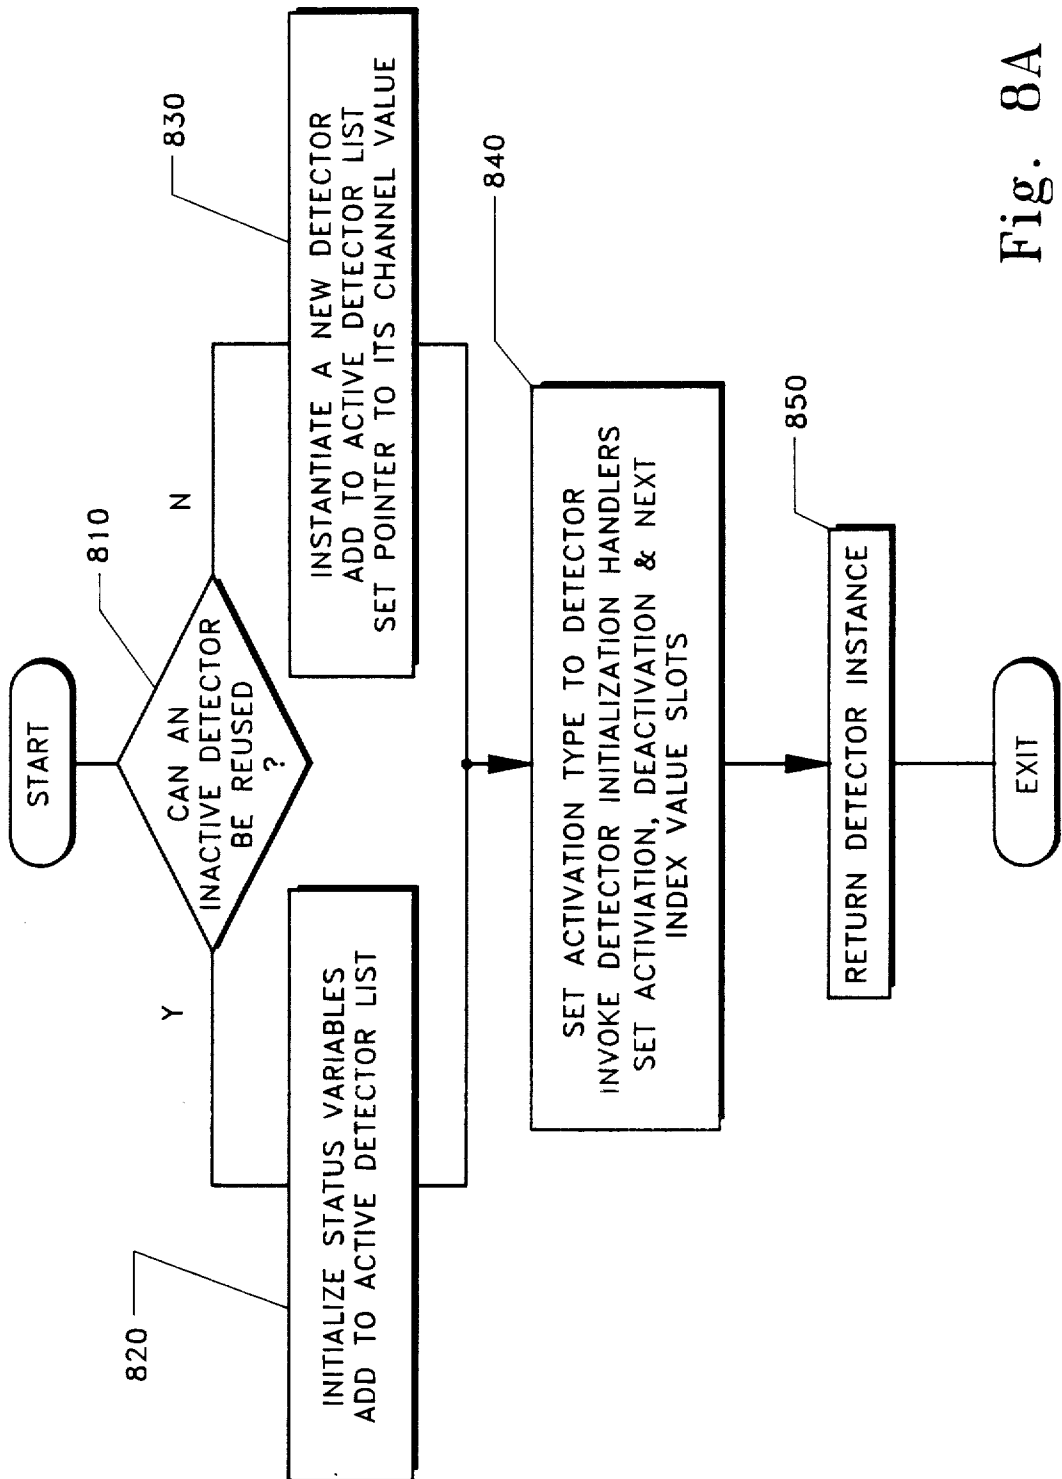 START
810
CAN AN
INACTIVE DETECTOR
BE REUSED
?
Y
N
820
INITIALIZE STATUS VARIABLES
ADD TO ACTIVE DETECTOR LIST
830
INSTANTIATE A NEW DETECTOR
ADD TO ACTIVE DETECTOR LIST
SET POINTER TO ITS CHANNEL VALUE
840
SET ACTIVATION TYPE TO DETECTOR
INVOKE DETECTOR INITIALIZATION HANDLERS
SET ACTIVIATION, DEACTIVATION & NEXT
INDEX VALUE SLOTS
850
RETURN DETECTOR INSTANCE
EXIT
Fig. 8A